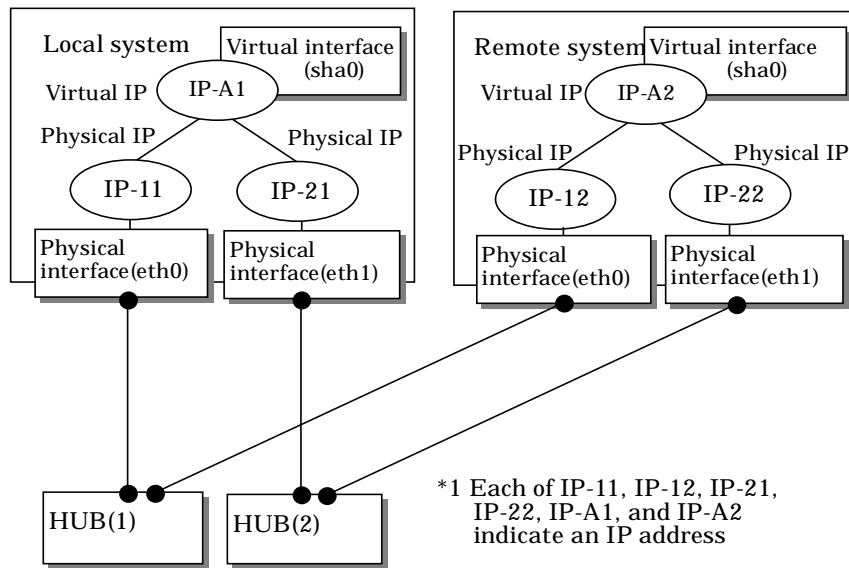 Local system
Virtual interface
(sha0)
Virtual IP
IP-A1
Physical IP
Physical IP
IP-11
IP-21
Physical
interface(eth0)
Physical
interface(eth1)
Remote system
Virtual interface
(sha0)
Virtual IP
IP-A2
Physical IP
Physical IP
IP-12
IP-22
Physical
interface(eth0)
Physical
interface(eth1)
HUB(1)
HUB(2)
*1 Each of IP-11, IP-12, IP-21,
IP-22, IP-A1, and IP-A2
indicate an IP address